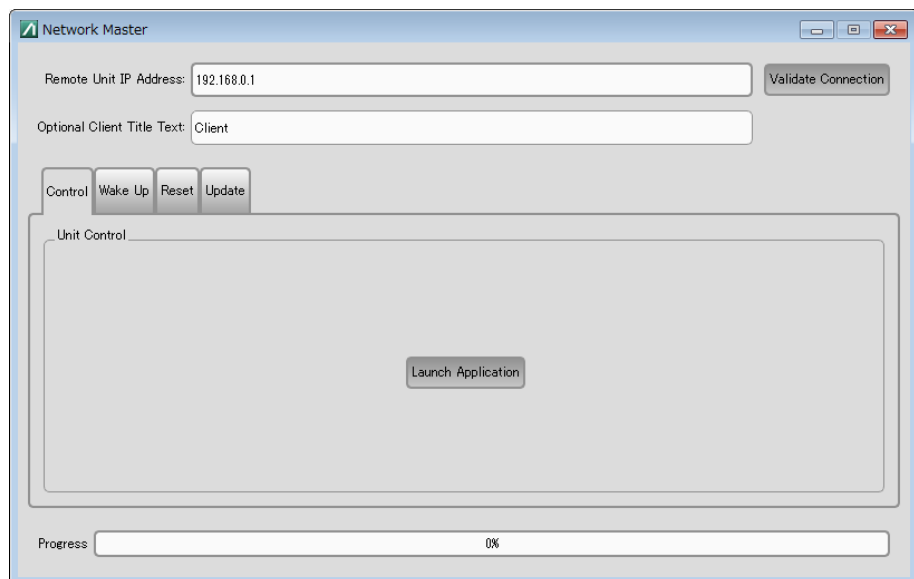 Network Master
Remote Unit IP Address: 192.168.0.1 Validate Connection
Optional Client Title Text: Client
Control Wake Up Reset Update
Unit Control
Launch Application
Progress 0%